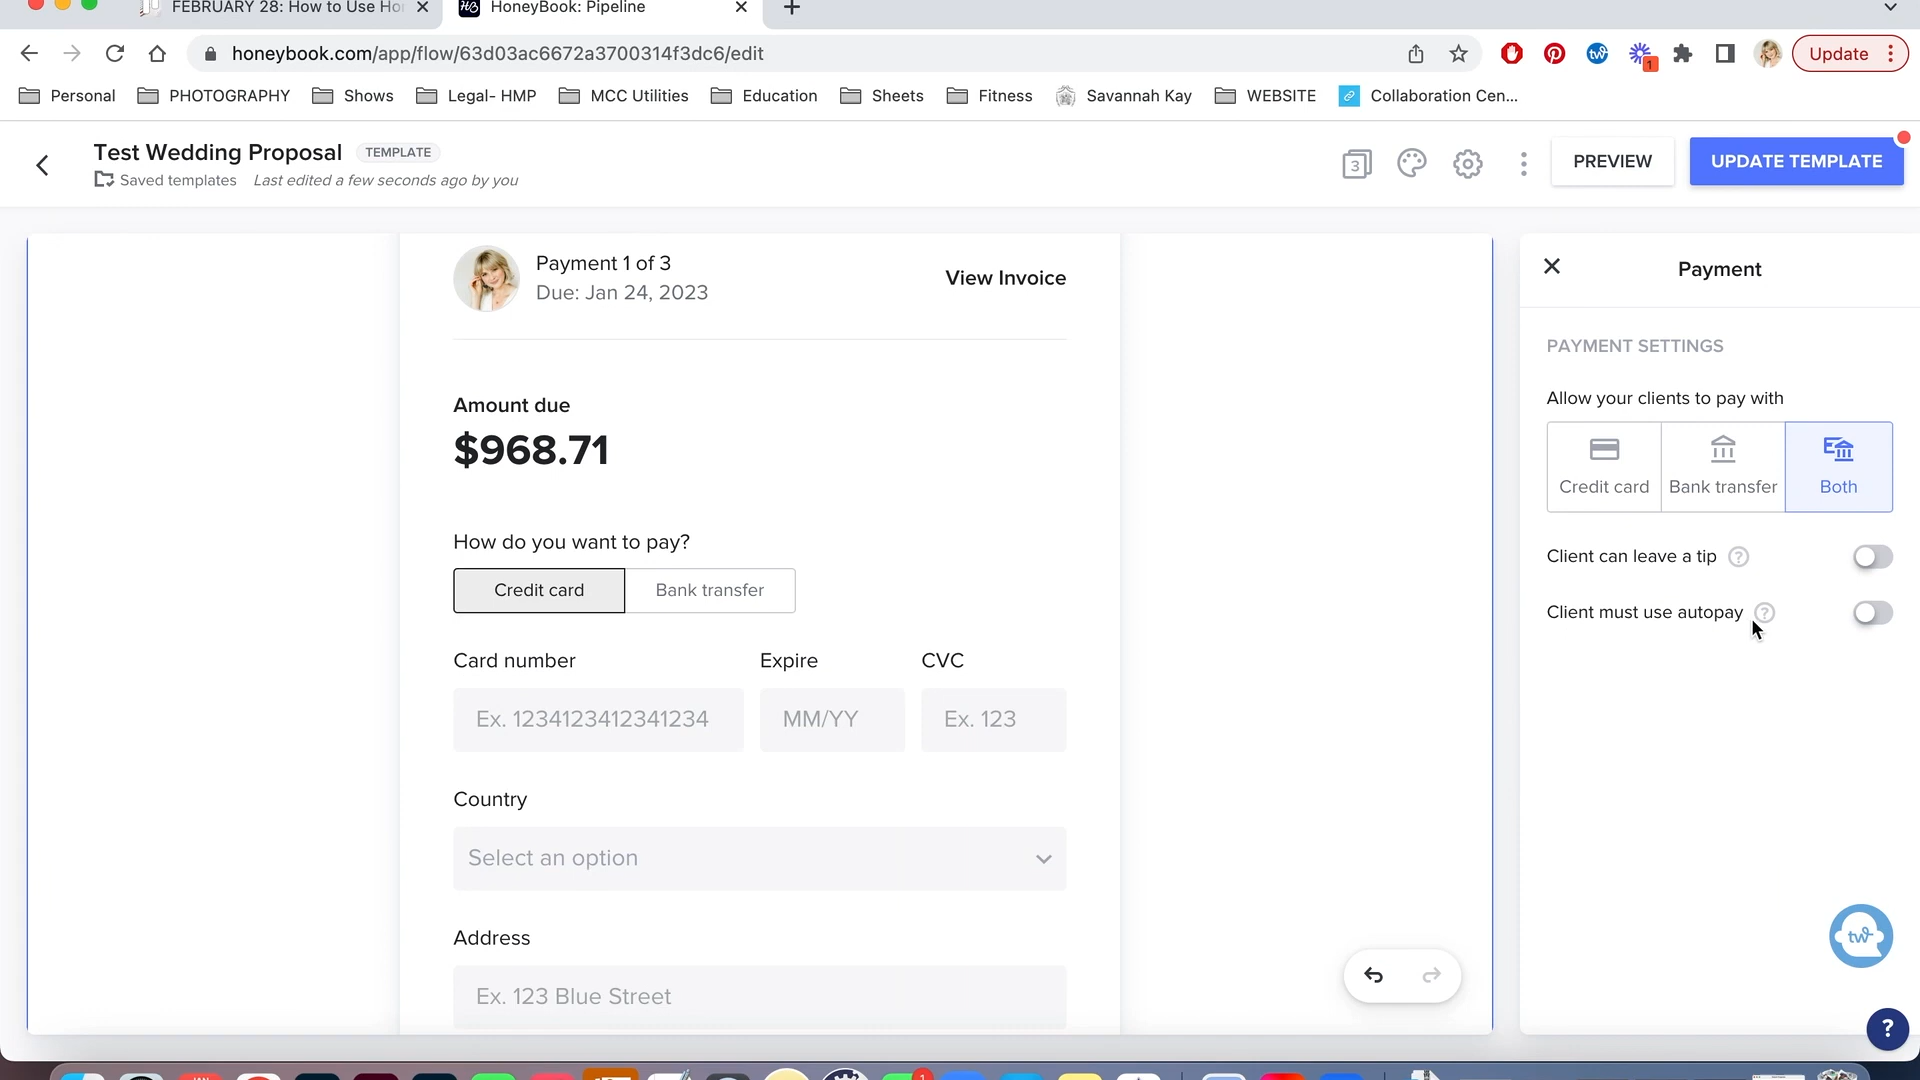 FEBRUARY 28: How to Use Ho
HoneyBook: Pipeline
honeybook.com/app/flow/63d03ac6672a3700314f3dc6/edit
1
Update
Personal
PHOTOGRAPHY
Shows
Legal- HMP
MCC Utilities
Education
Sheets
Fitness
Savannah Kay
WEBSITE
Collaboration Cen...
Test Wedding Proposal
TEMPLATE
Saved templates
Last edited a few seconds ago by you
3
PREVIEW
UPDATE TEMPLATE
Payment 1 of 3
Due: Jan 24, 2023
View Invoice
Amount due
$968.71
How do you want to pay?
Credit card
Bank transfer
Card number
Expire
CVC
Ex. 1234123412341234
MM/YY
Ex. 123
Country
Select an option
Address
Ex. 123 Blue Street
Payment
PAYMENT SETTINGS
Allow your clients to pay with
Credit card
Bank transfer
Both
Client can leave a tip ?
Client must use autopay ?
tw
?
1